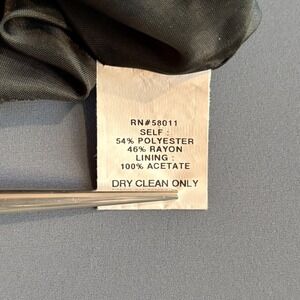 RN#58011
SELF :
54% POLYESTER
46% RAYON
LINING :
100% ACETATE
DRY CLEAN ONLY